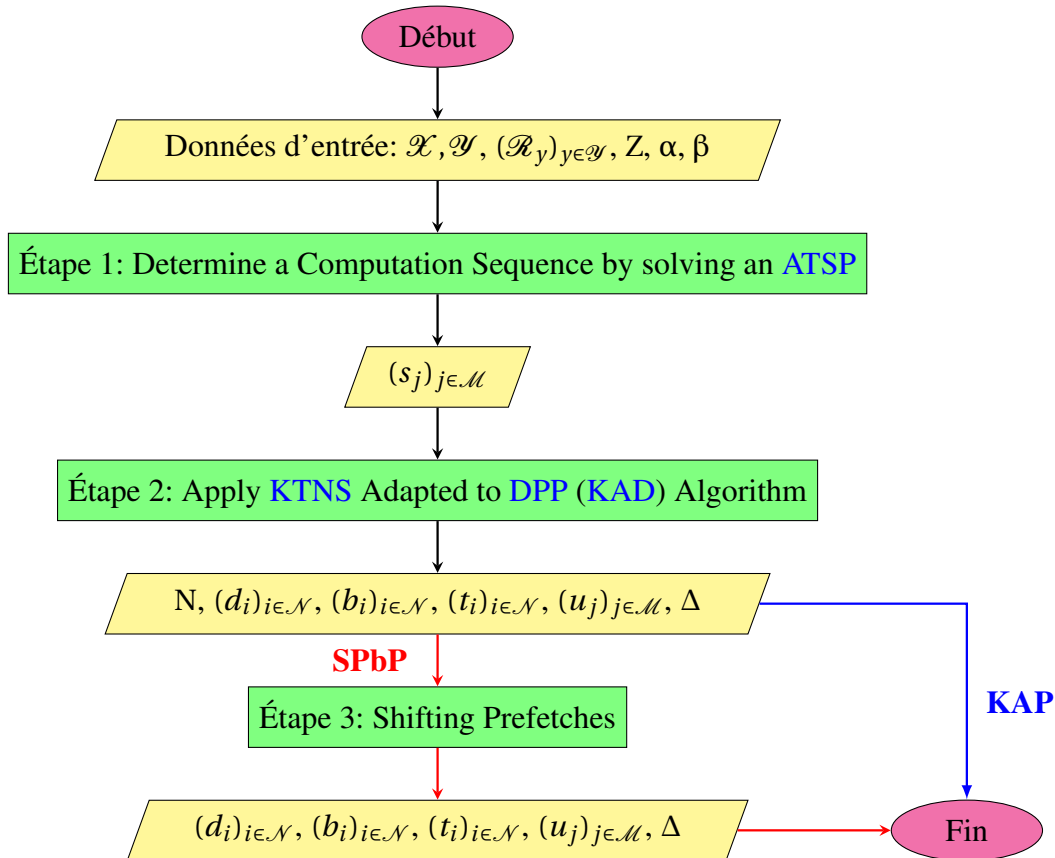 Début
Données d'entrée: 𝒳, 𝒴, (ℛ_y)_{y∈𝒴}, Z, α, β
Étape 1: Determine a Computation Sequence by solving an ATSP
(s_j)_{j∈ℳ}
Étape 2: Apply KTNS Adapted to DPP (KAD) Algorithm
N, (d_i)_{i∈𝒩}, (b_i)_{i∈𝒩}, (t_i)_{i∈𝒩}, (u_j)_{j∈ℳ}, Δ
SPbP
Étape 3: Shifting Prefetches
KAP
(d_i)_{i∈𝒩}, (b_i)_{i∈𝒩}, (t_i)_{i∈𝒩}, (u_j)_{j∈ℳ}, Δ
Fin